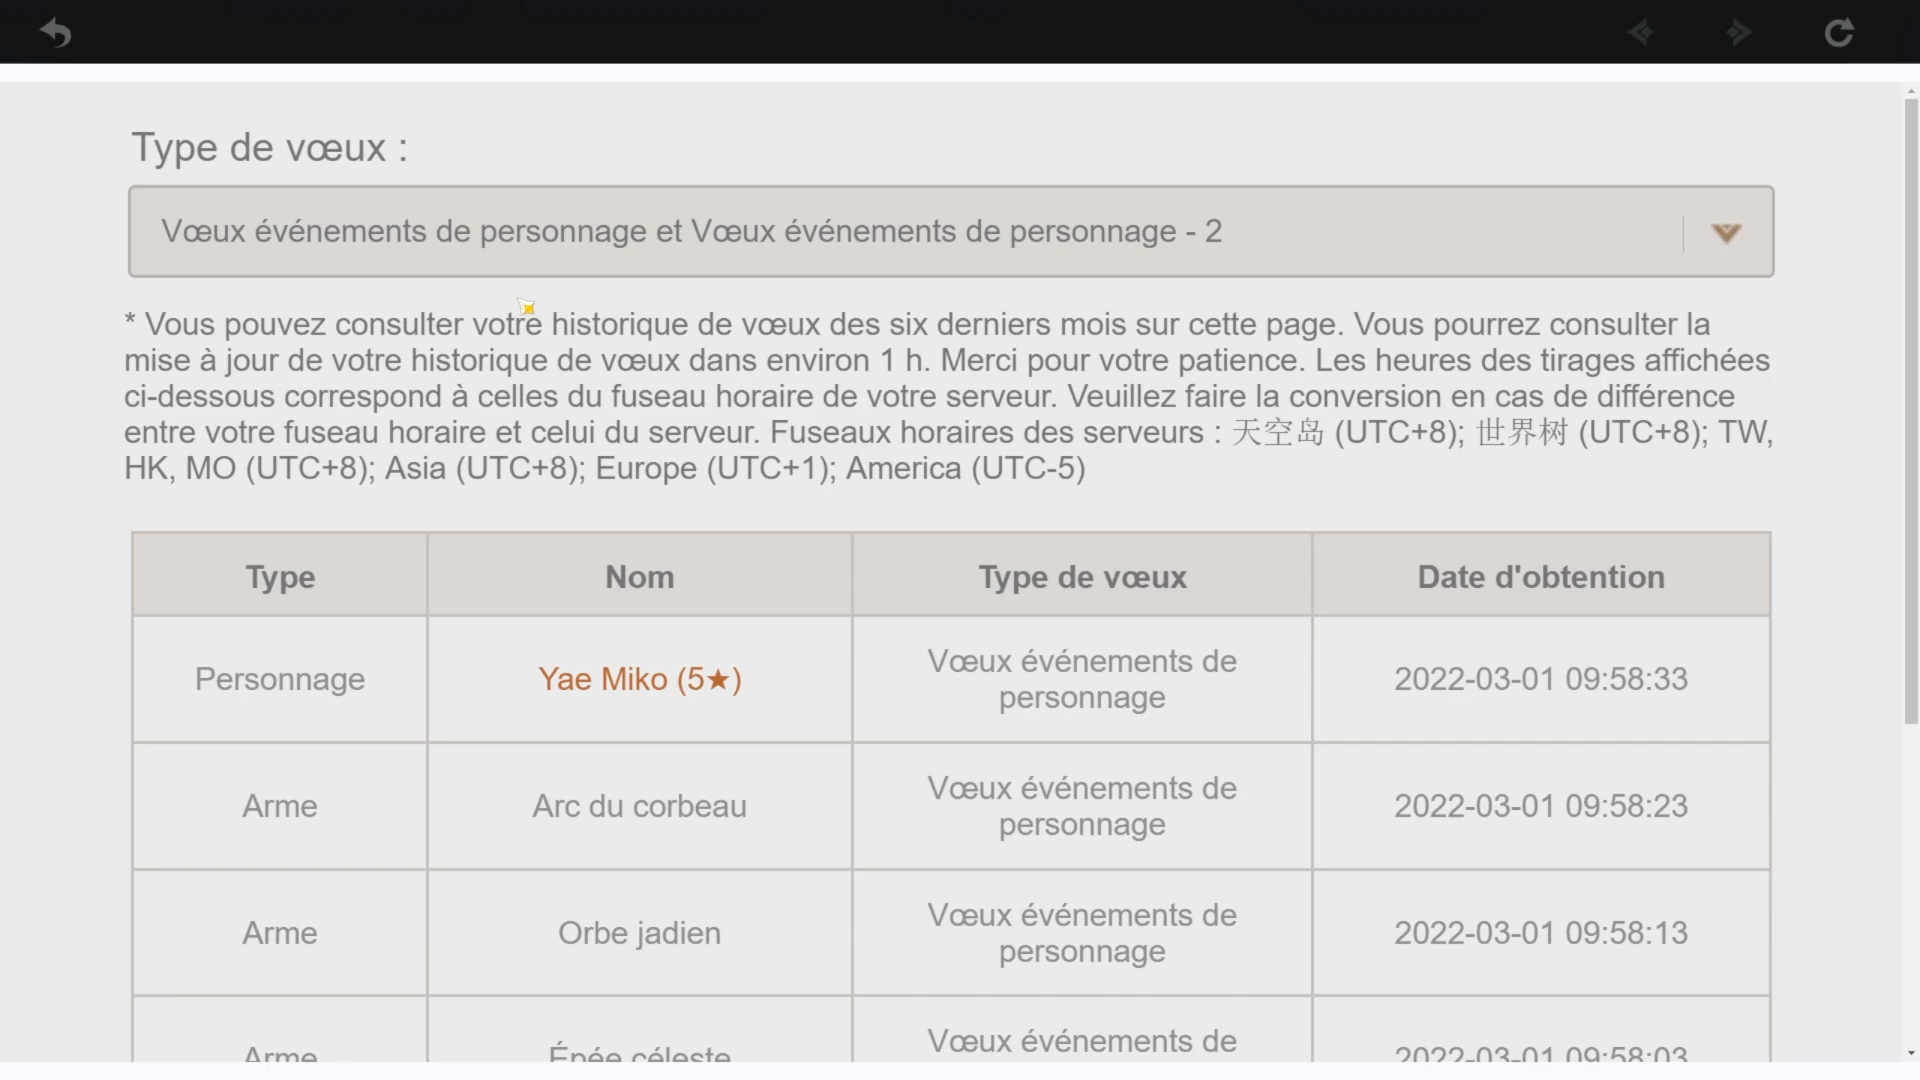 Type de vœux :
Vœux événements de personnage et Vœux événements de personnage - 2
* Vous pouvez consulter votre historique de vœux des six derniers mois sur cette page. Vous pourrez consulter la
mise à jour de votre historique de vœux dans environ 1 h. Merci pour votre patience. Les heures des tirages affichées
ci-dessous correspond à celles du fuseau horaire de votre serveur. Veuillez faire la conversion en cas de différence
entre votre fuseau horaire et celui du serveur. Fuseaux horaires des serveurs : 天空岛 (UTC+8); 世界树 (UTC+8); TW,
HK, MO (UTC+8); Asia (UTC+8); Europe (UTC+1); America (UTC-5)
Type Nom Type de vœux Date d'obtention
Personnage Yae Miko (5★) Vœux événements de personnage 2022-03-01 09:58:33
Arme Arc du corbeau Vœux événements de personnage 2022-03-01 09:58:23
Arme Orbe jadien Vœux événements de personnage 2022-03-01 09:58:13
Arme Épée céleste Vœux événements de 2022-03-01 09:58:03